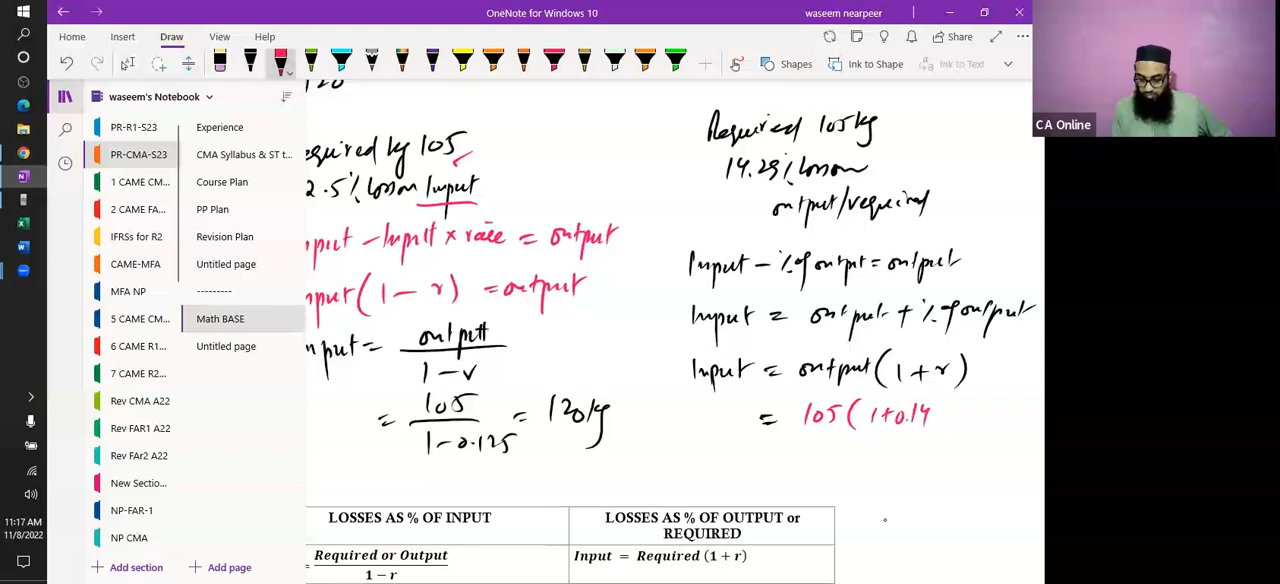 OneNote for Windows 10
waseem nearpeer
Home Insert Draw View Help
Share
Shapes
Ink to Shape
Ink to Text
waseem's Notebook
PR-R1-S23
PR-CMA-S23
1 CAME CM...
2 CAME FA...
IFRSs for R2
CAME-MFA
MFA NP
5 CAME CM...
6 CAME R1...
7 CAME R2...
Rev CMA A22
Rev FAR1 A22
Rev FAr2 A22
New Sectio...
NP-FAR-1
NP CMA
Add section
Experience
CMA Syllabus & ST t...
Course Plan
PP Plan
Revision Plan
Untitled page
---------
Math BASE
Untitled page
Add page
equired kg 105
2.5% loss on Input
nput - Input × rate = output
nput (1 - r) = output
nput = output / 1 - r
= 105 / 1 - 0.125 = 120 kg
Required 105 kg
14.29% loss on
output/required
Input - % of output = output
Input = output + % of output
Input = output (1 + r)
= 105 ( 1+0.14
LOSSES AS % OF INPUT
= Required or Output / 1 − r
LOSSES AS % OF OUTPUT or
REQUIRED
Input = Required (1 + r)
CA Online
11:17 AM
11/8/2022